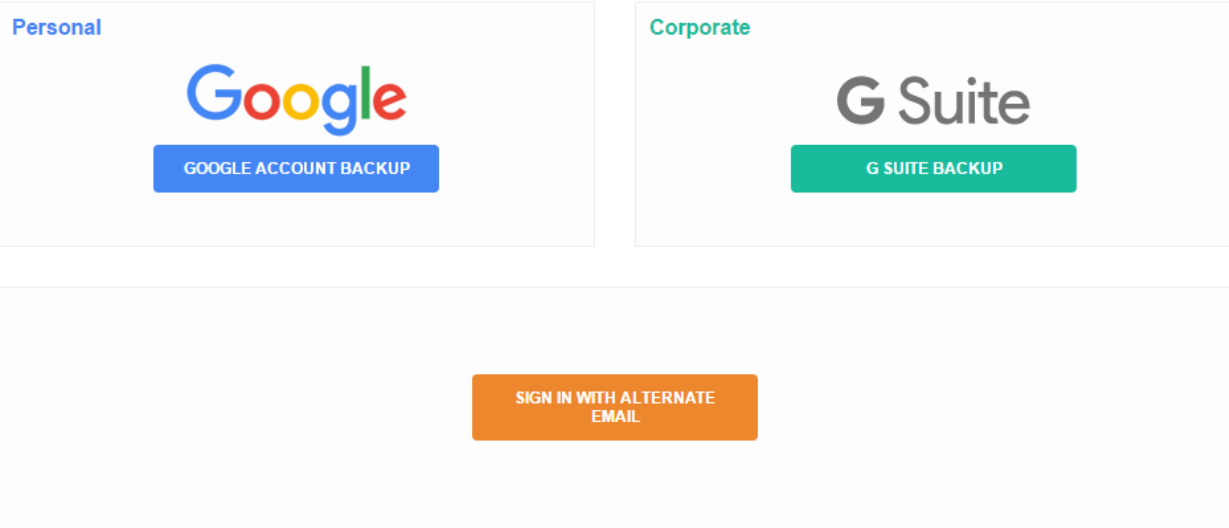 Personal
Google
GOOGLE ACCOUNT BACKUP
Corporate
G Suite
G SUITE BACKUP
SIGN IN WITH ALTERNATE
EMAIL